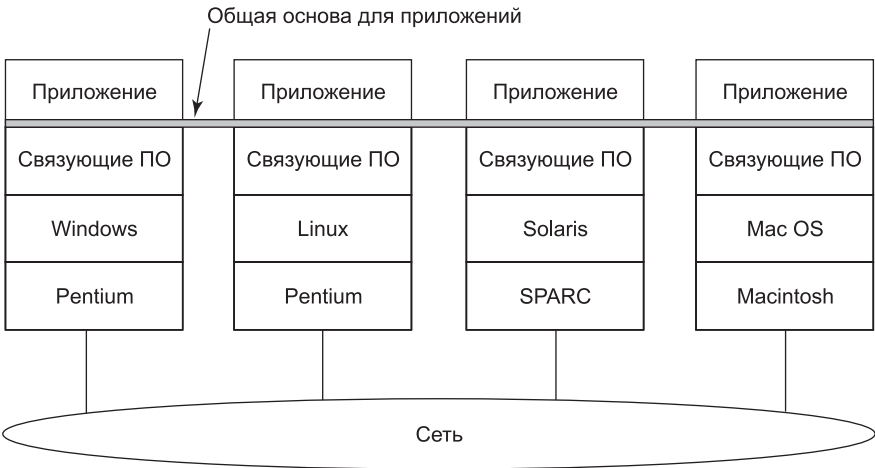 Общая основа для приложений
Приложение Приложение Приложение Приложение
Связующие ПО Связующие ПО Связующие ПО Связующие ПО
Windows Linux Solaris Mac OS
Pentium Pentium SPARC Macintosh
Сеть